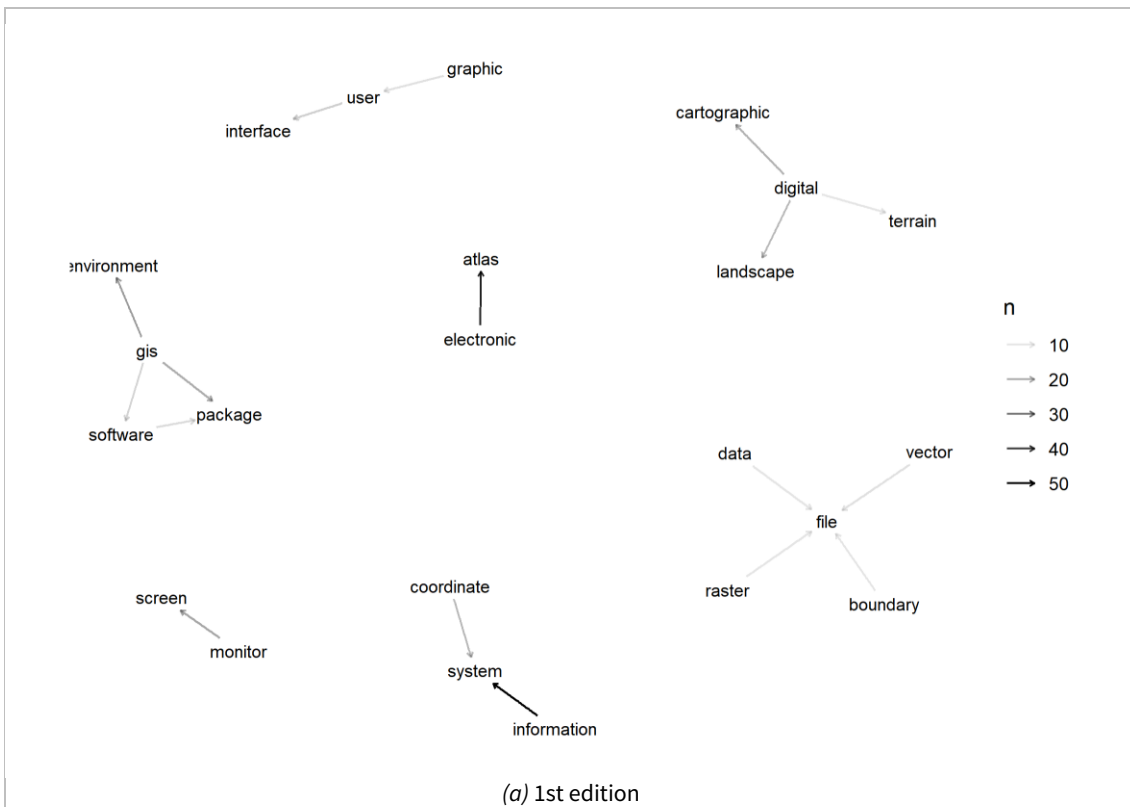 graphic
user
interface
cartographic
digital
terrain
landscape
environment
gis
package
software
atlas
electronic
n
10
20
30
40
50
data
vector
file
raster
boundary
screen
monitor
coordinate
system
information
(a) 1st edition